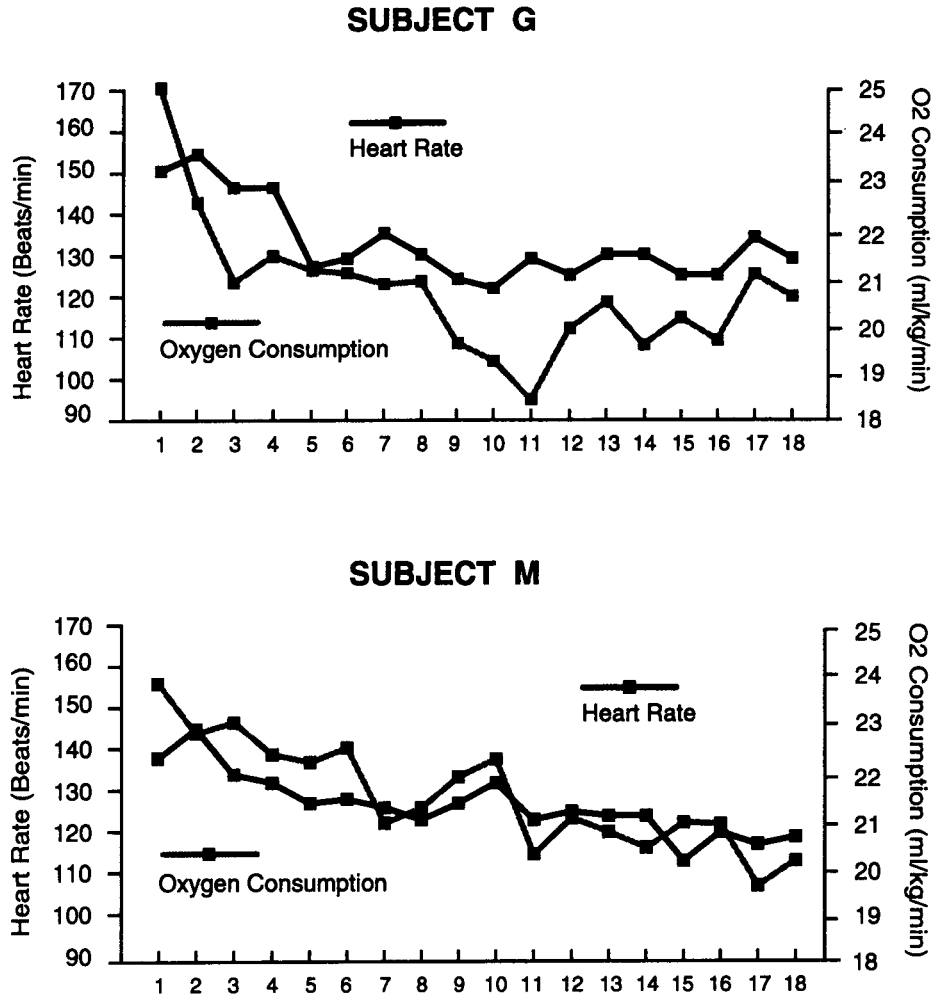 SUBJECT G
Heart Rate (Beats/min)
170
160
150
140
130
120
110
100
90
Heart Rate
Oxygen Consumption
25
24
23
22
21
20
19
18
O2 Consumption (ml/kg/min)
1 2 3 4 5 6 7 8 9 10 11 12 13 14 15 16 17 18
SUBJECT M
Heart Rate (Beats/min)
170
160
150
140
130
120
110
100
90
Heart Rate
Oxygen Consumption
25
24
23
22
21
20
19
18
O2 Consumption (ml/kg/min)
1 2 3 4 5 6 7 8 9 10 11 12 13 14 15 16 17 18